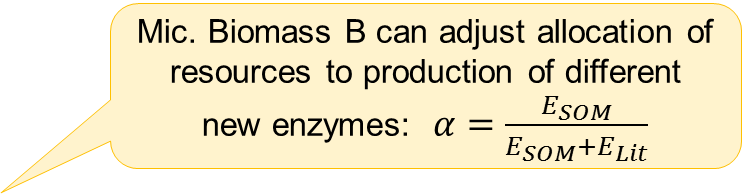 Mic. Biomass B can adjust allocation of
resources to production of different
new enzymes: α = E_SOM / (E_SOM + E_Lit)